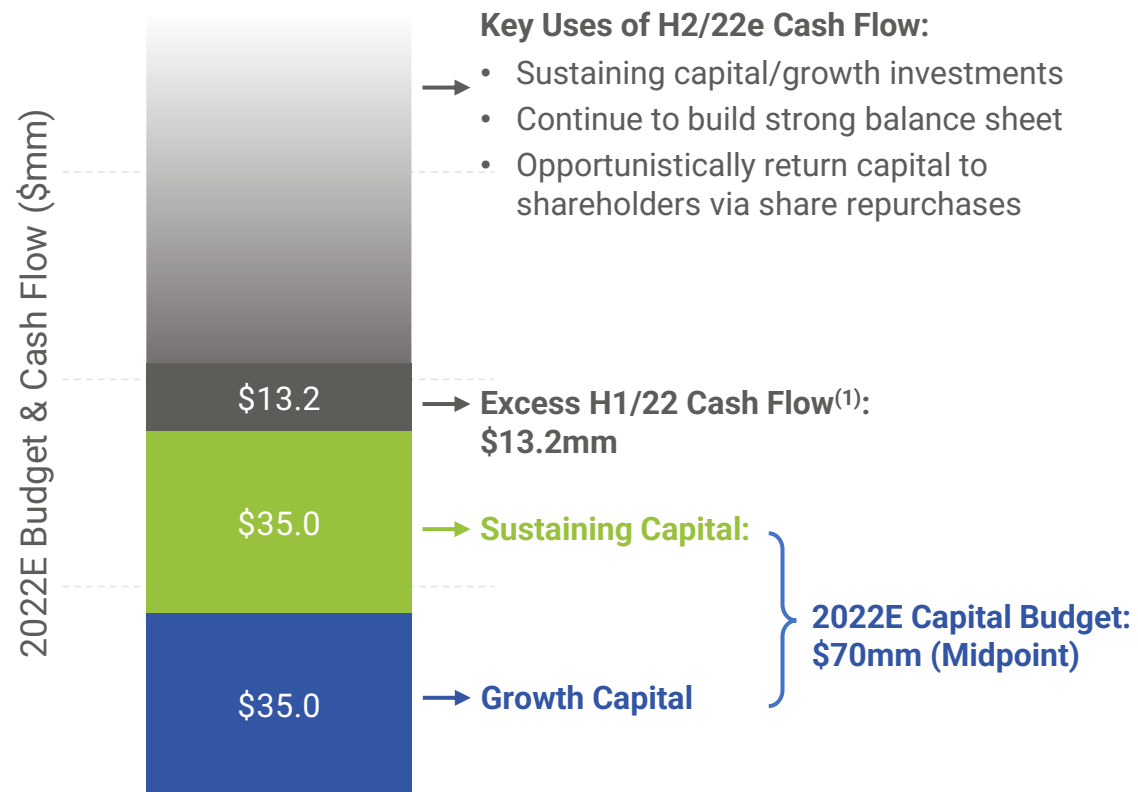 2022E Budget & Cash Flow ($mm)
Key Uses of H2/22e Cash Flow:
• Sustaining capital/growth investments
• Continue to build strong balance sheet
• Opportunistically return capital to
shareholders via share repurchases
$13.2
Excess H1/22 Cash Flow(1):
$13.2mm
$35.0
Sustaining Capital:
2022E Capital Budget:
$70mm (Midpoint)
$35.0
Growth Capital